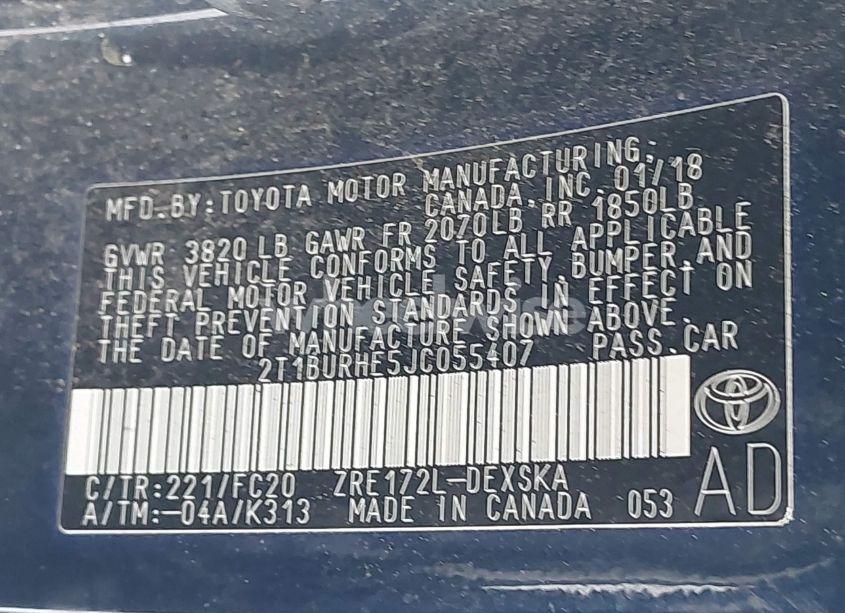 MFD.BY:TOYOTA MOTOR MANUFACTURING,
CANADA, INC. 01/18
GVWR 3820 LB GAWR FR 2070LB RR 1850LB
THIS VEHICLE CONFORMS TO ALL APPLICABLE
FEDERAL MOTOR VEHICLE SAFETY,BUMPER,AND
THEFT PREVENTION STANDARDS IN EFFECT ON
THE DATE OF MANUFACTURE SHOWN ABOVE.
2T1BURHE5JC055407 PASS.CAR
C/TR:221/FC20 ZRE172L-DEXSKA
A/TM:-04A/K313 MADE IN CANADA 053
AD